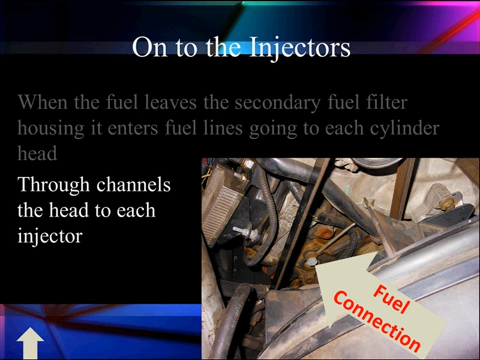 On to the Injectors
When the fuel leaves the secondary fuel filter
housing it enters fuel lines going to each cylinder
head
Through channels
the head to each
injector
Fuel
Connection